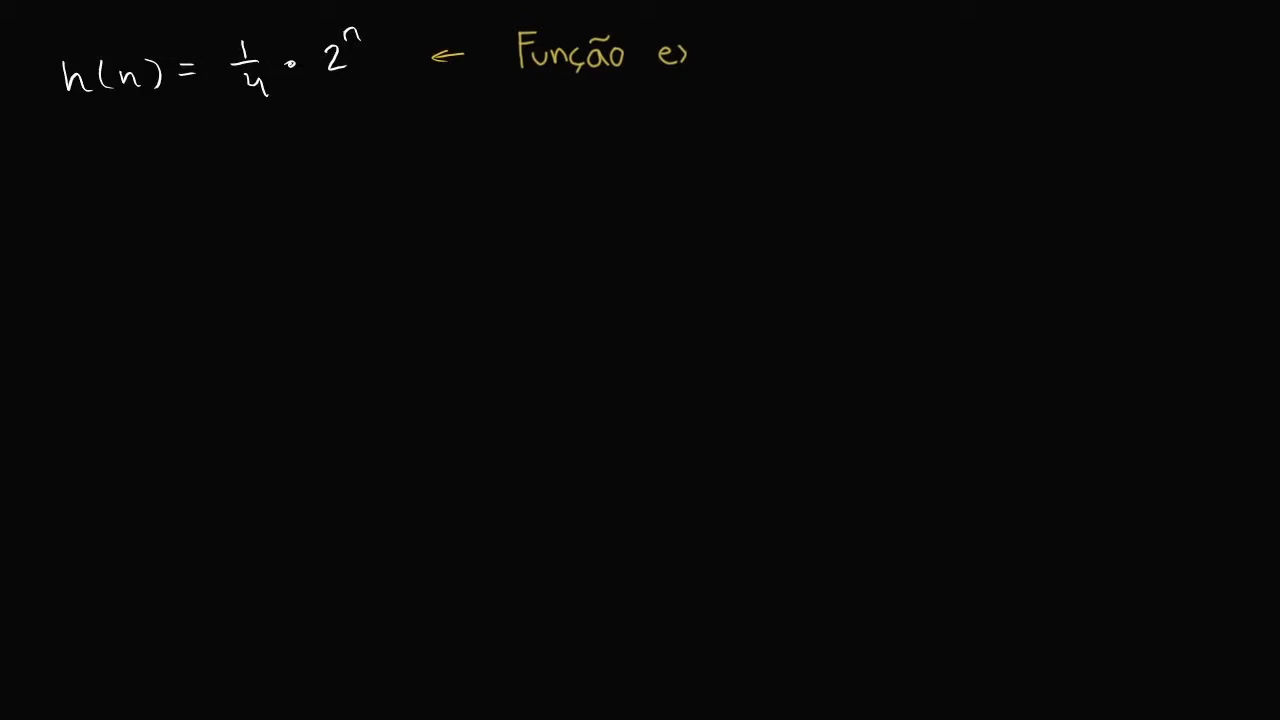 h(n) = 1/4 · 2^n ← Função ex